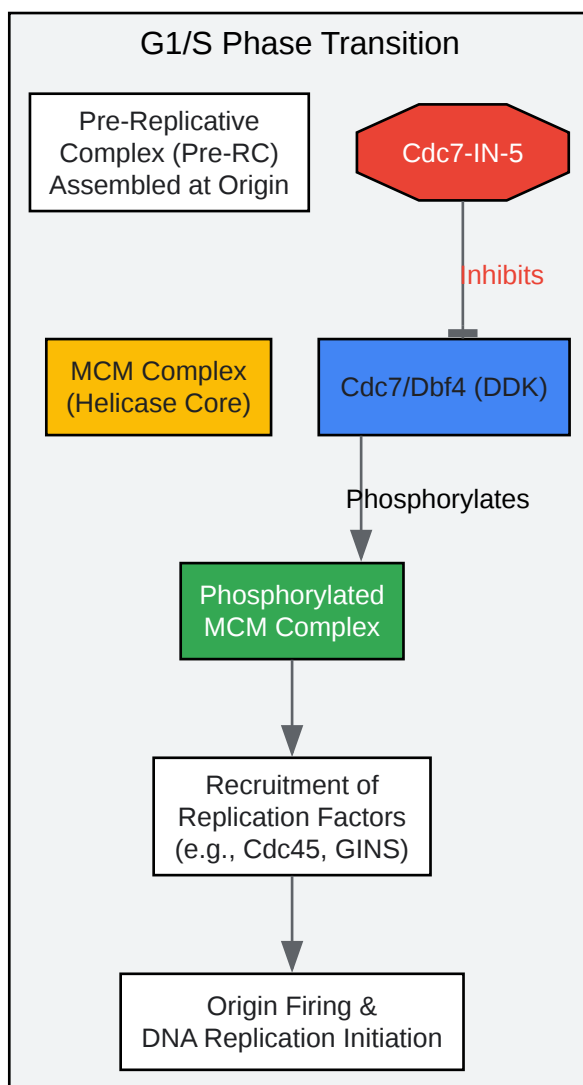 G1/S Phase Transition
Pre-Replicative
Complex (Pre-RC)
Assembled at Origin
Cdc7-IN-5
Inhibits
MCM Complex
(Helicase Core)
Cdc7/Dbf4 (DDK)
Phosphorylates
Phosphorylated
MCM Complex
Recruitment of
Replication Factors
(e.g., Cdc45, GINS)
Origin Firing &
DNA Replication Initiation